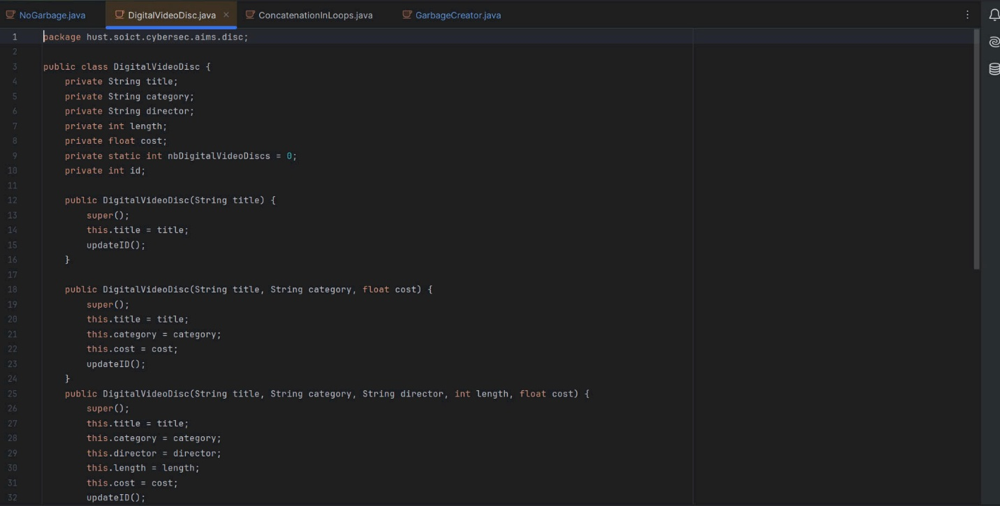 NoGarbage.java DigitalVideoDisc.java × ConcatenationInLoops.java GarbageCreator.java
1 package hust.soict.cybersec.aims.disc;
2
3 public class DigitalVideoDisc {
4 private String title;
5 private String category;
6 private String director;
7 private int length;
8 private float cost;
9 private static int nbDigitalVideoDiscs = 0;
10 private int id;
11
12 public DigitalVideoDisc(String title) {
13 super();
14 this.title = title;
15 updateID();
16 }
17
18 public DigitalVideoDisc(String title, String category, float cost) {
19 super();
20 this.title = title;
21 this.category = category;
22 this.cost = cost;
23 updateID();
24 }
25 public DigitalVideoDisc(String title, String category, String director, int length, float cost) {
26 super();
27 this.title = title;
28 this.category = category;
29 this.director = director;
30 this.length = length;
31 this.cost = cost;
32 updateID();